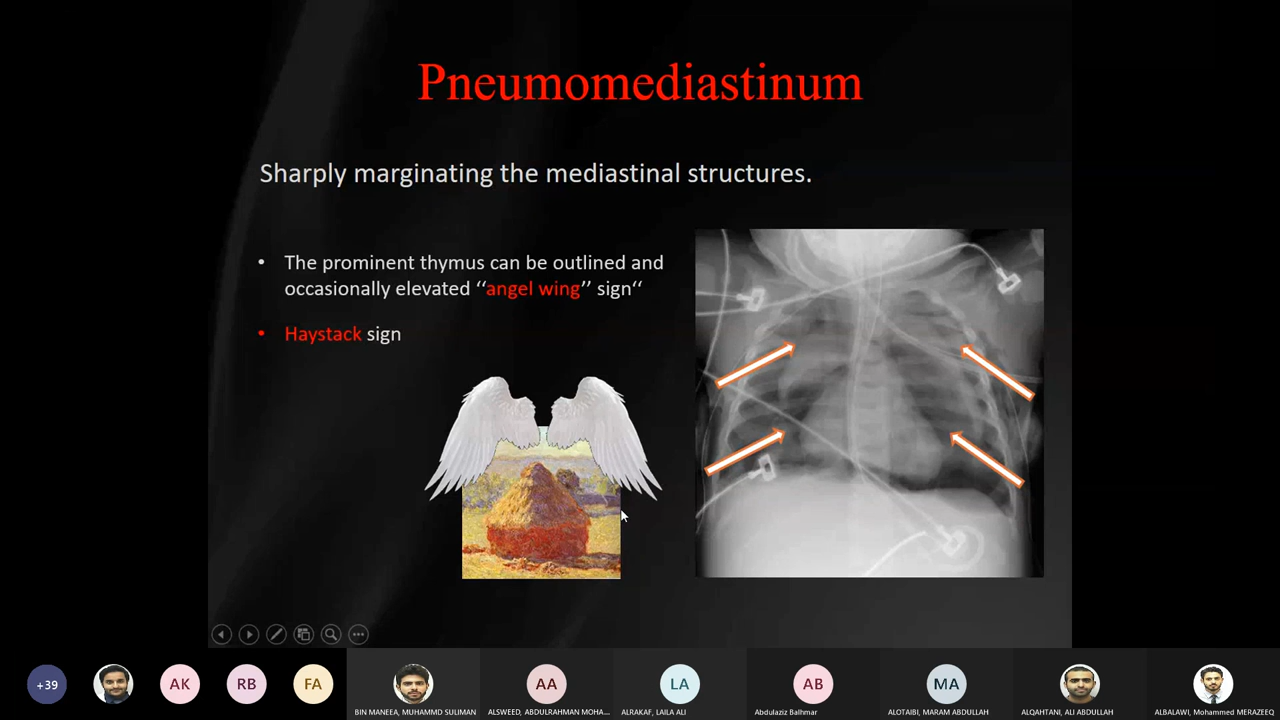 Pneumomediastinum
Sharply marginating the mediastinal structures.
• The prominent thymus can be outlined and
occasionally elevated ‘‘angel wing’’ sign‘‘
• Haystack sign
+39
AK
RB
FA
AA
LA
AB
MA
BIN MANEEA, MUHAMMD SULIMAN
ALSWEED, ABDULRAHMAN MOHA...
ALRAKAF, LAILA ALI
Abdulaziz Balhmar
ALOTAIBI, MARAM ABDULLAH
ALQAHTANI, ALI ABDULLAH
ALBALAWI, Mohammed MERAZEEQ